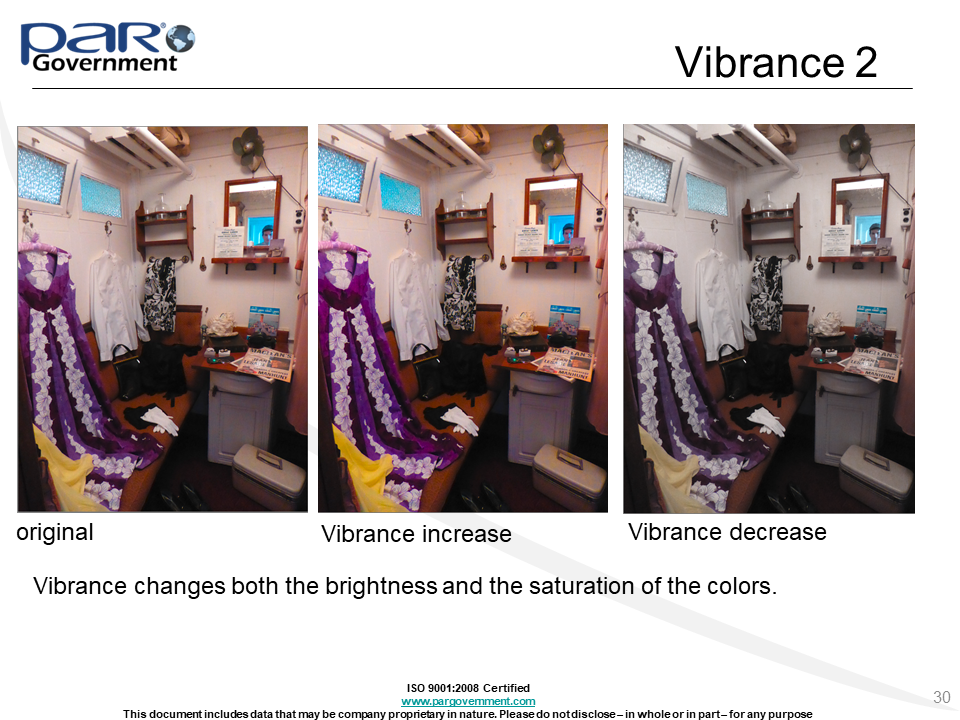 PAR® Government
Vibrance 2
original
Vibrance increase
Vibrance decrease
Vibrance changes both the brightness and the saturation of the colors.
ISO 9001:2008 Certified
www.pargovernment.com
This document includes data that may be company proprietary in nature. Please do not disclose – in whole or in part – for any purpose
30